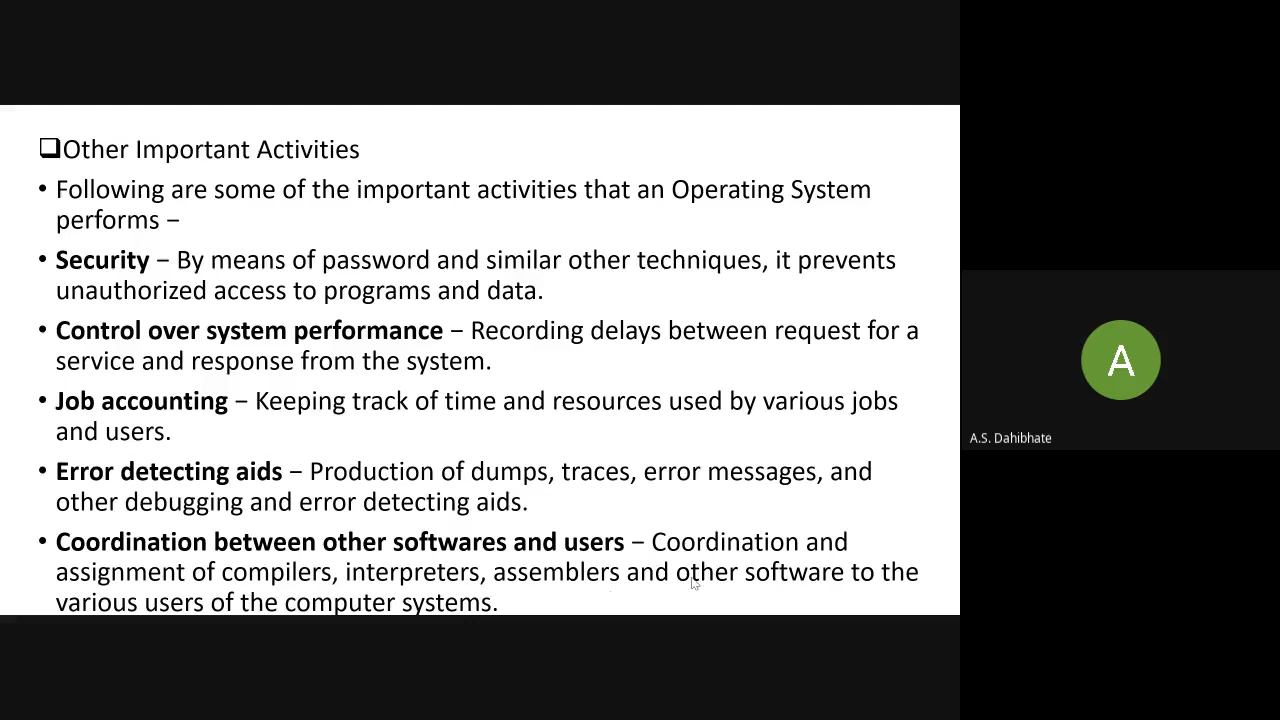 ❑Other Important Activities
• Following are some of the important activities that an Operating System
performs −
• Security − By means of password and similar other techniques, it prevents
unauthorized access to programs and data.
• Control over system performance − Recording delays between request for a
service and response from the system.
• Job accounting − Keeping track of time and resources used by various jobs
and users.
• Error detecting aids − Production of dumps, traces, error messages, and
other debugging and error detecting aids.
• Coordination between other softwares and users − Coordination and
assignment of compilers, interpreters, assemblers and other software to the
various users of the computer systems.
A
A.S. Dahibhate